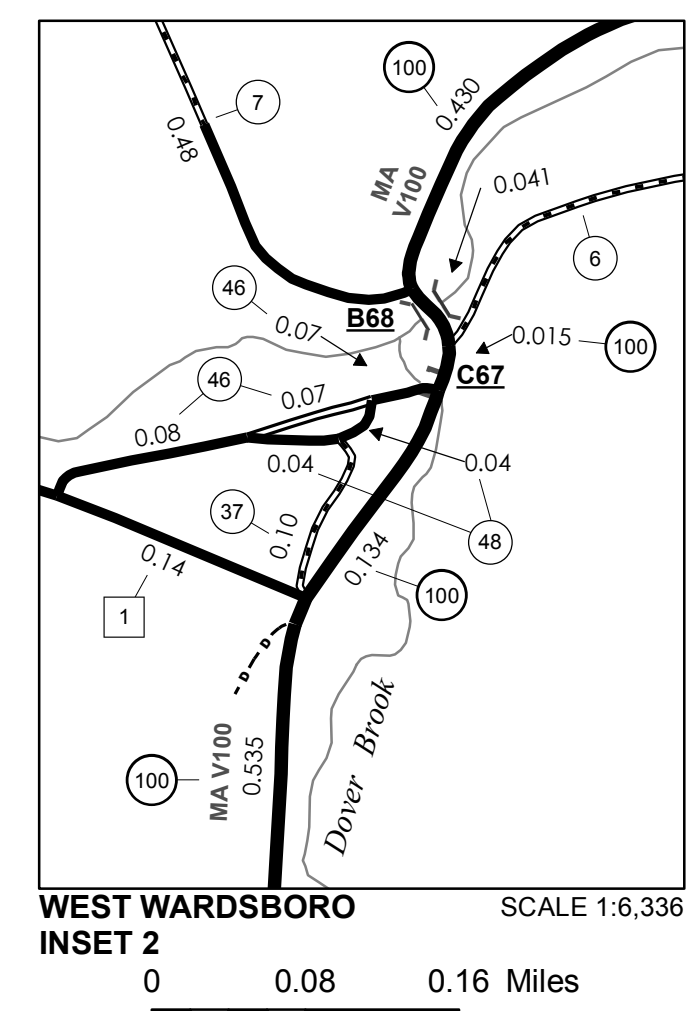 100
0.430
7
0.48
MA
V100
0.041
6
46
0.07
B68
0.015
100
C67
46
0.07
0.08
0.04
0.04
37
0.10
48
0.134
0.14
100
1
D
D
MA V100
0.535
100
Dover Brook
WEST WARDSBORO
INSET 2
SCALE 1:6,336
0 0.08 0.16 Miles